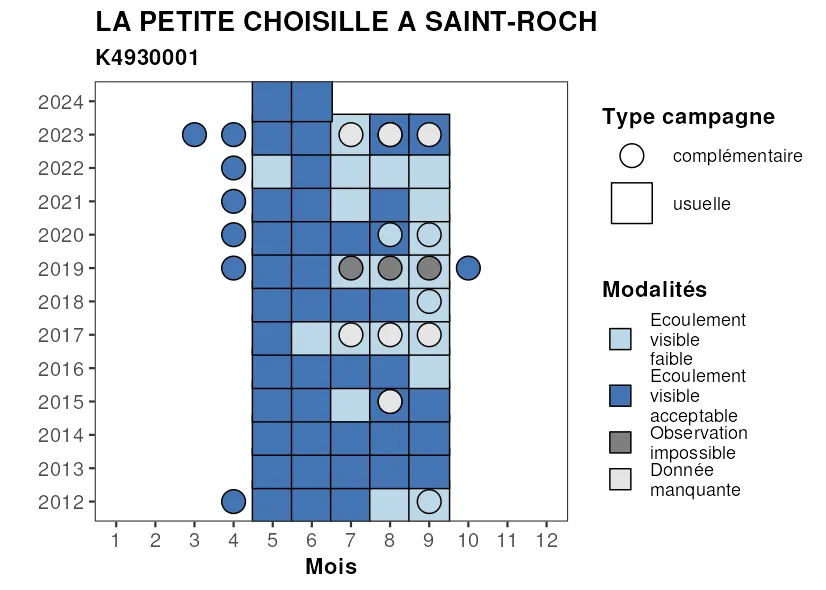 LA PETITE CHOISILLE A SAINT-ROCH
K4930001
2024
2023
2022
2021
2020
2019
2018
2017
2016
2015
2014
2013
2012
1 2 3 4 5 6 7 8 9 10 11 12
Mois
Type campagne
complémentaire
usuelle
Modalités
Ecoulement
visible
faible
Ecoulement
visible
acceptable
Observation
impossible
Donnée
manquante